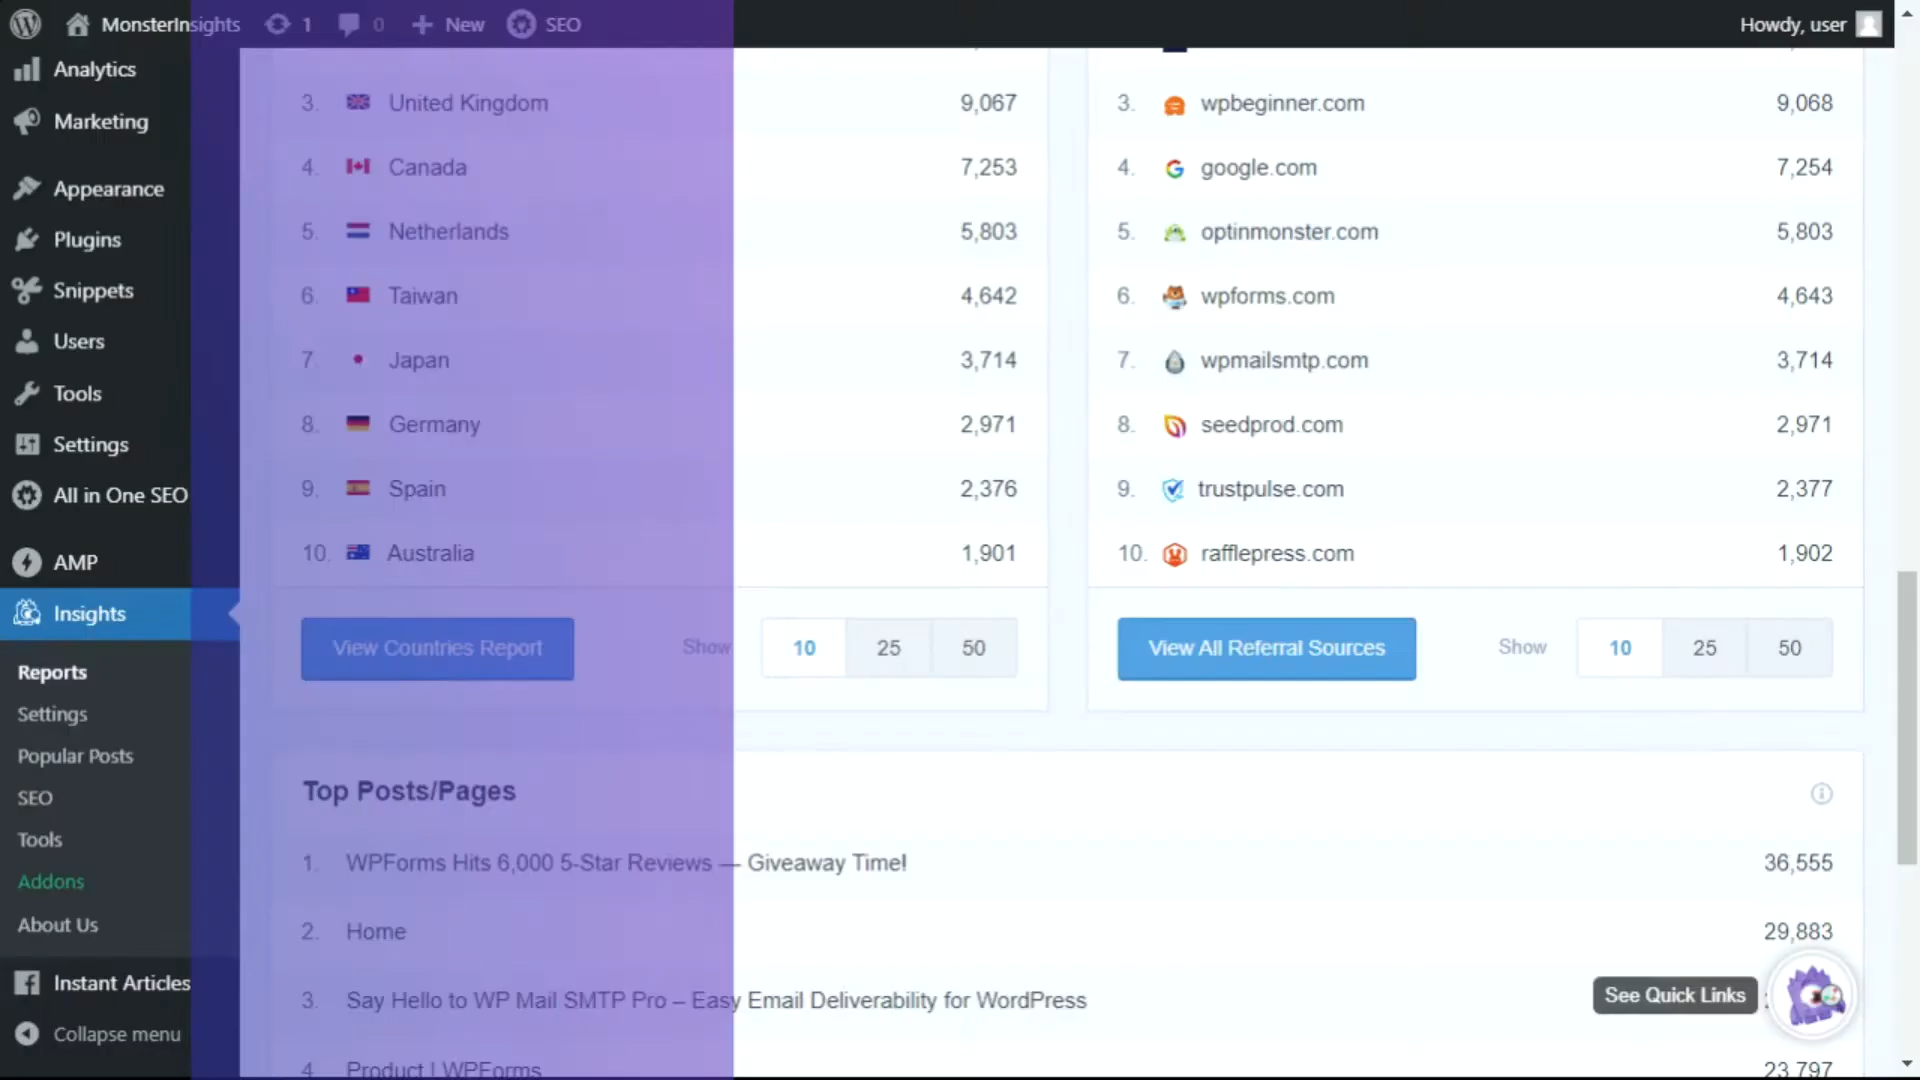 MonsterInsights 1 0 New SEO Howdy, user
Analytics
Marketing
Appearance
Plugins
Snippets
Users
Tools
Settings
All in One SEO
AMP
Insights
Reports
Settings
Popular Posts
SEO
Tools
Addons
About Us
Instant Articles
Collapse menu
3. United Kingdom 9,067
4. Canada 7,253
5. Netherlands 5,803
6. Taiwan 4,642
7. Japan 3,714
8. Germany 2,971
9. Spain 2,376
10. Australia 1,901
View Countries Report Show 10 25 50
3. wpbeginner.com 9,068
4. google.com 7,254
5. optinmonster.com 5,803
6. wpforms.com 4,643
7. wpmailsmtp.com 3,714
8. seedprod.com 2,971
9. trustpulse.com 2,377
10. rafflepress.com 1,902
View All Referral Sources Show 10 25 50
Top Posts/Pages
1. WPForms Hits 6,000 5-Star Reviews — Giveaway Time! 36,555
2. Home 29,883
3. Say Hello to WP Mail SMTP Pro – Easy Email Deliverability for WordPress
See Quick Links
4. Product | WPForms 23,797